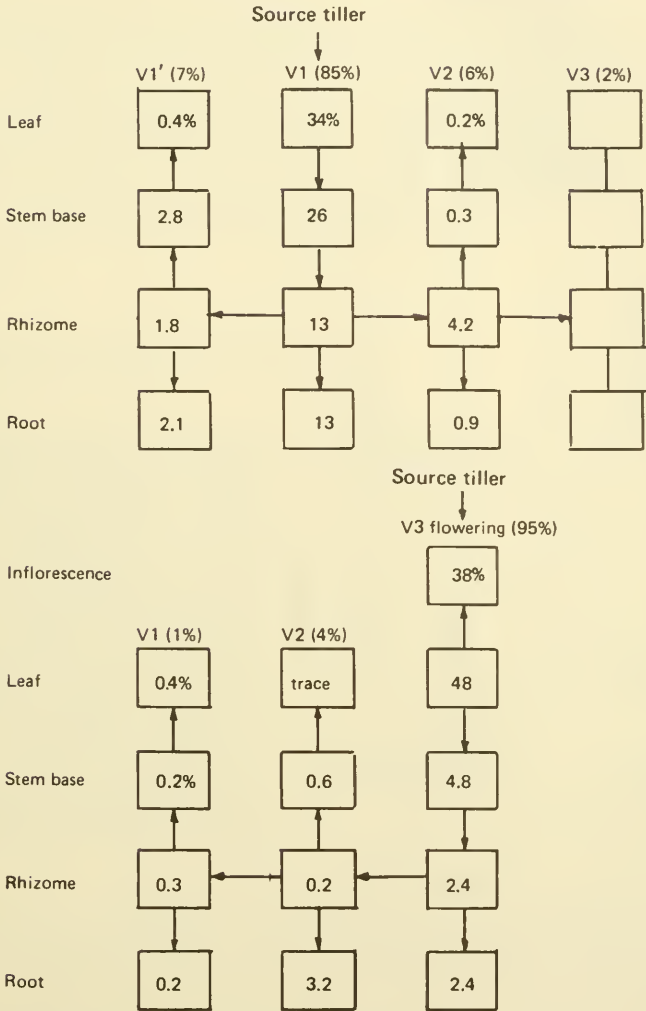 Source tiller
V1' (7%) V1 (85%) V2 (6%) V3 (2%)
Leaf 0.4% 34% 0.2%
Stem base 2.8 26 0.3
Rhizome 1.8 13 4.2
Root 2.1 13 0.9
Source tiller
V3 flowering (95%)
Inflorescence 38%
V1 (1%) V2 (4%)
Leaf 0.4% trace 48
Stem base 0.2% 0.6 4.8
Rhizome 0.3 0.2 2.4
Root 0.2 3.2 2.4